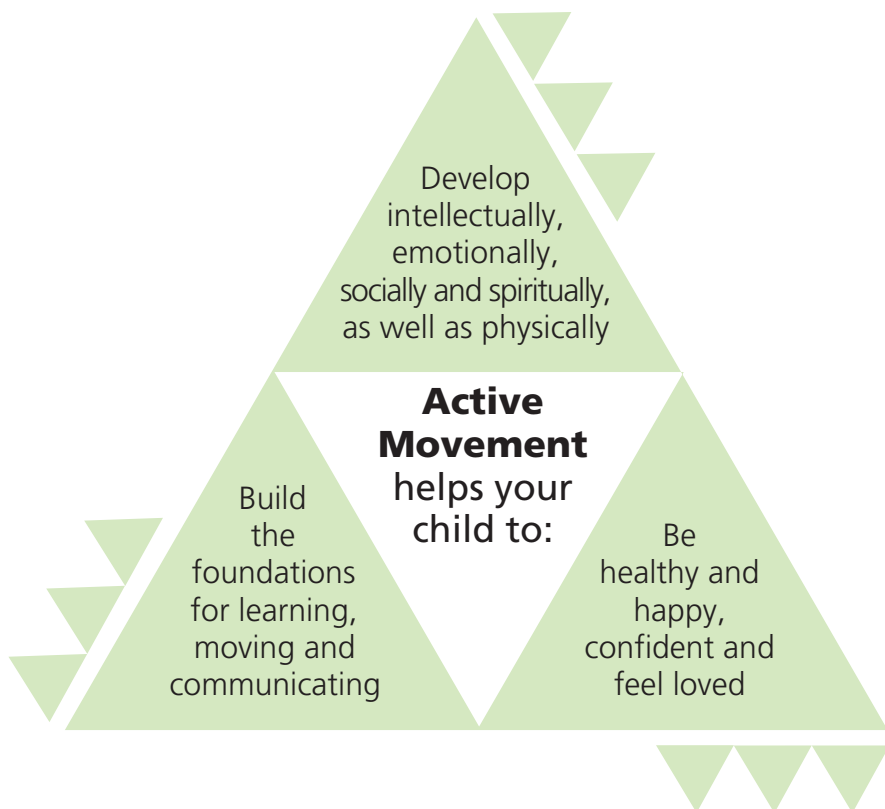 Develop
intellectually,
emotionally,
socially and spiritually,
as well as physically
Active
Movement
helps your
child to:
Build
the
foundations
for learning,
moving and
communicating
Be
healthy and
happy,
confident and
feel loved